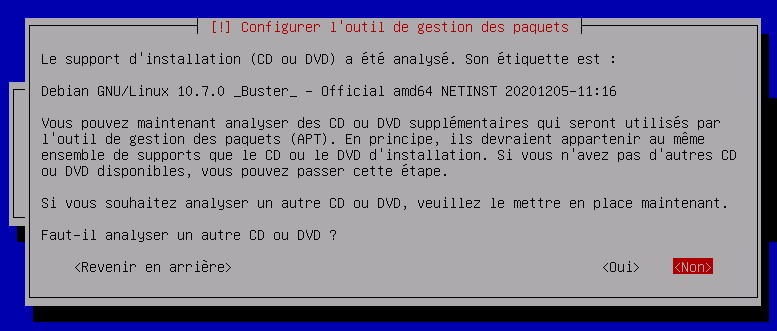 [!] Configurer l'outil de gestion des paquets
Le support d'installation (CD ou DVD) a été analysé. Son étiquette est :
Debian GNU/Linux 10.7.0 _Buster_ - Official amd64 NETINST 20201205-11:16
Vous pouvez maintenant analyser des CD ou DVD supplémentaires qui seront utilisés par
l'outil de gestion des paquets (APT). En principe, ils devraient appartenir au même
ensemble de supports que le CD ou le DVD d'installation. Si vous n'avez pas d'autres CD
ou DVD disponibles, vous pouvez passer cette étape.
Si vous souhaitez analyser un autre CD ou DVD, veuillez le mettre en place maintenant.
Faut-il analyser un autre CD ou DVD ?
<Revenir en arrière> <Oui> <Non>